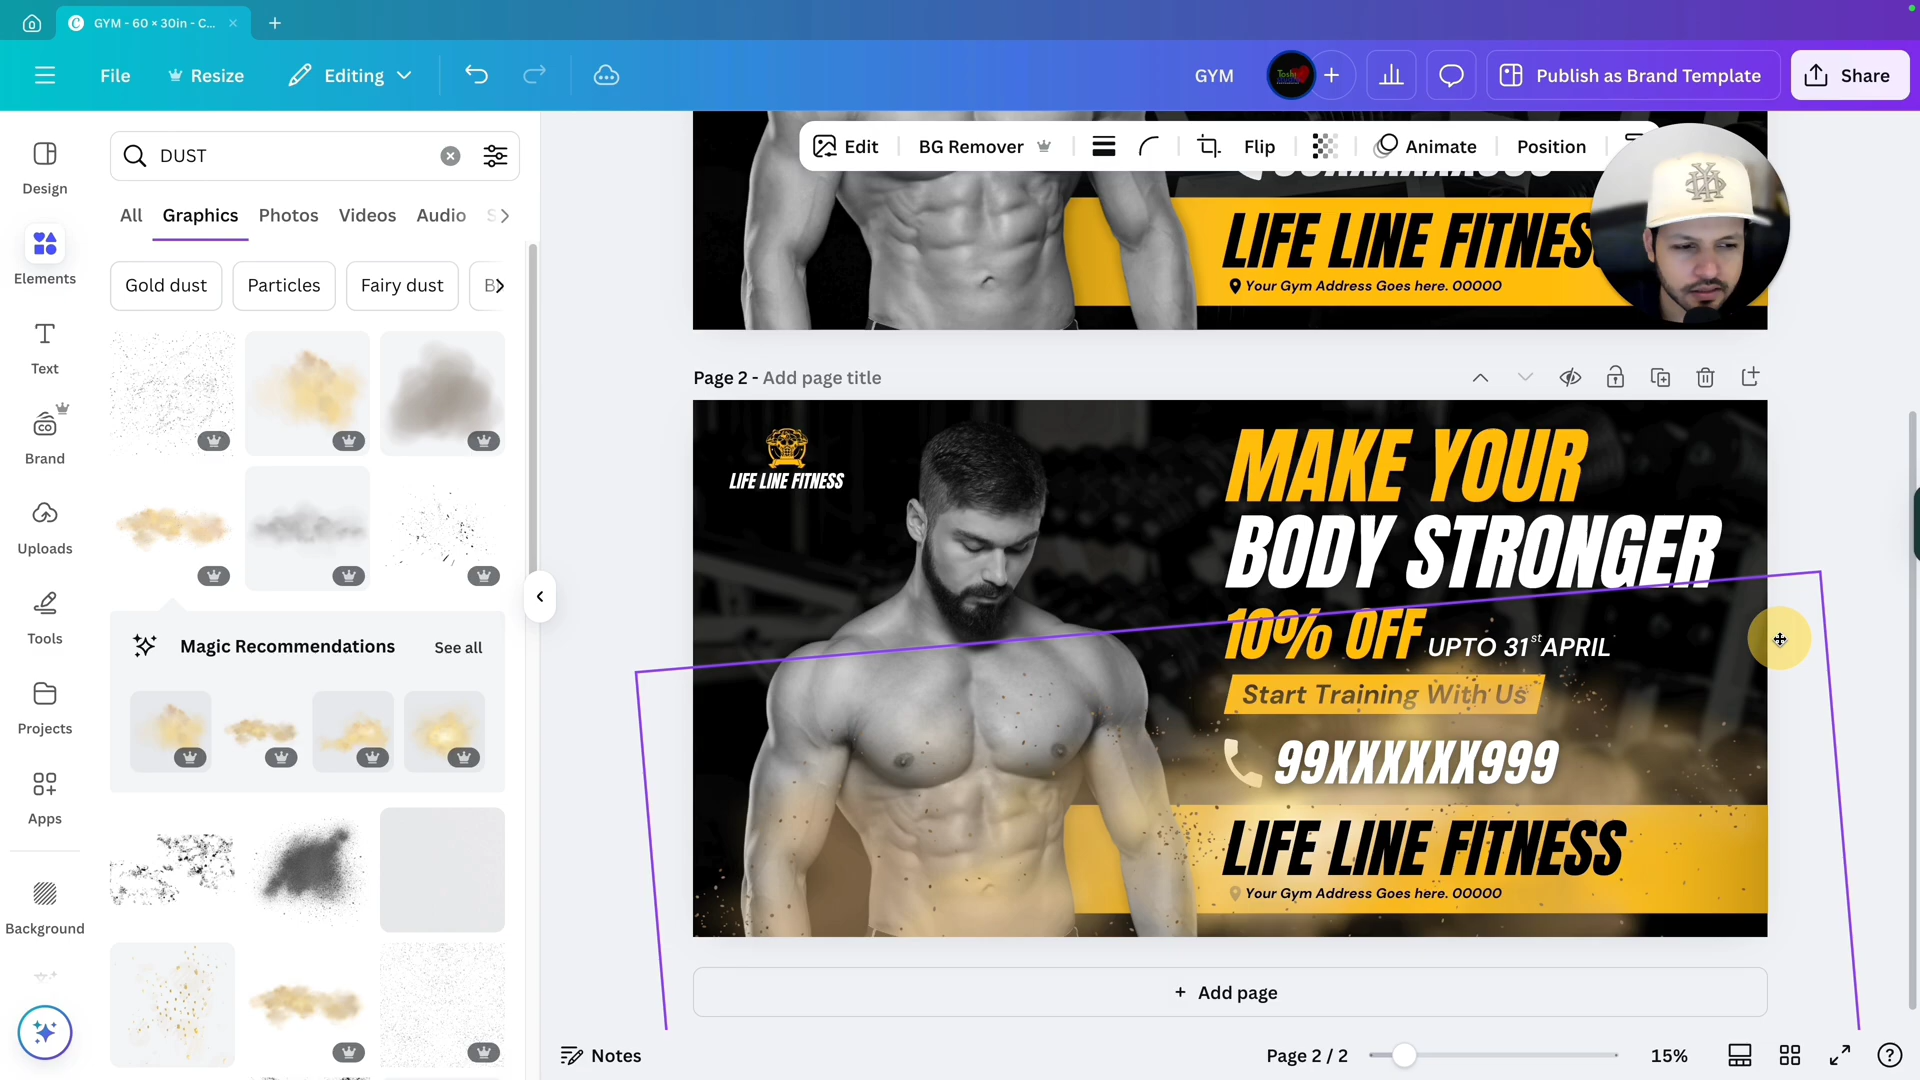 GYM - 60 × 30in - C...
File
Resize
Editing
GYM
Publish as Brand Template
Share
Design
Elements
Text
Brand
Uploads
Tools
Projects
Apps
Background
DUST
All
Graphics
Photos
Videos
Audio
Gold dust
Particles
Fairy dust
Magic Recommendations
See all
Edit
BG Remover
Flip
Animate
Position
LIFE LINE FITNES
Your Gym Address Goes here. 00000
Page 2 - Add page title
LIFE LINE FITNESS
MAKE YOUR
BODY STRONGER
10% OFF UPTO 31st APRIL
Start Training With Us
99XXXXXXX999
LIFE LINE FITNESS
Your Gym Address Goes here. 00000
+ Add page
Notes
Page 2 / 2
15%